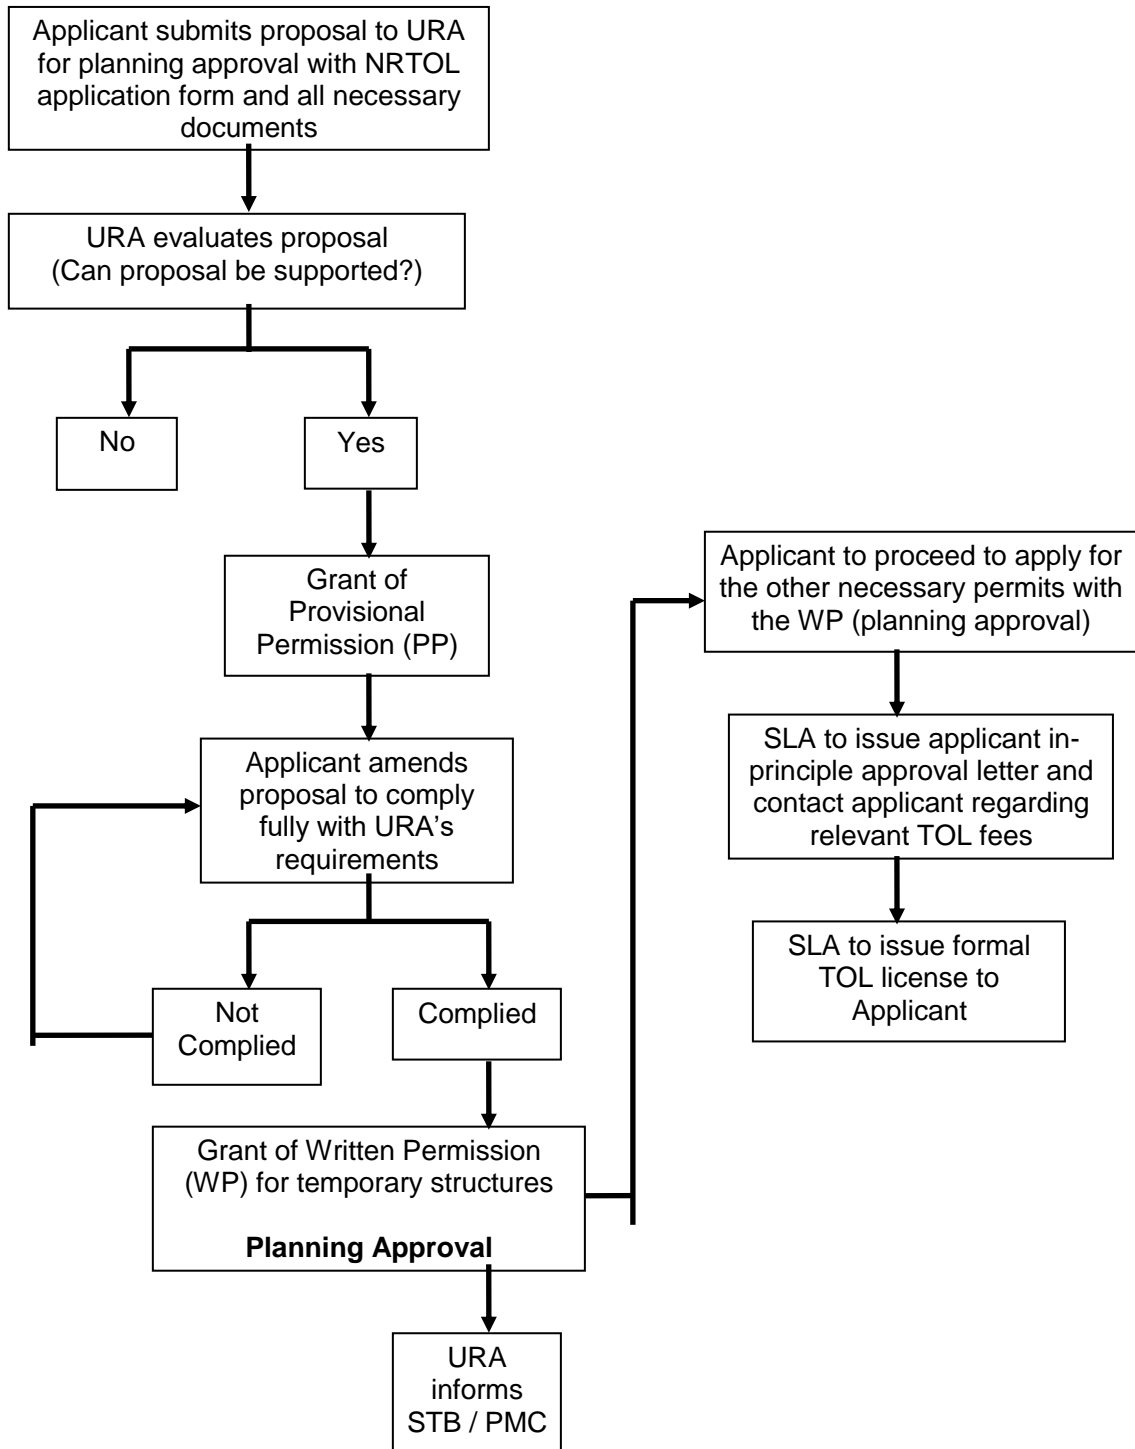 Applicant submits proposal to URA
for planning approval with NRTOL
application form and all necessary
documents
URA evaluates proposal
(Can proposal be supported?)
No
Yes
Grant of
Provisional
Permission (PP)
Applicant amends
proposal to comply
fully with URA’s
requirements
Not
Complied
Complied
Grant of Written Permission
(WP) for temporary structures
Planning Approval
URA
informs
STB / PMC
Applicant to proceed to apply for
the other necessary permits with
the WP (planning approval)
SLA to issue applicant in-
principle approval letter and
contact applicant regarding
relevant TOL fees
SLA to issue formal
TOL license to
Applicant